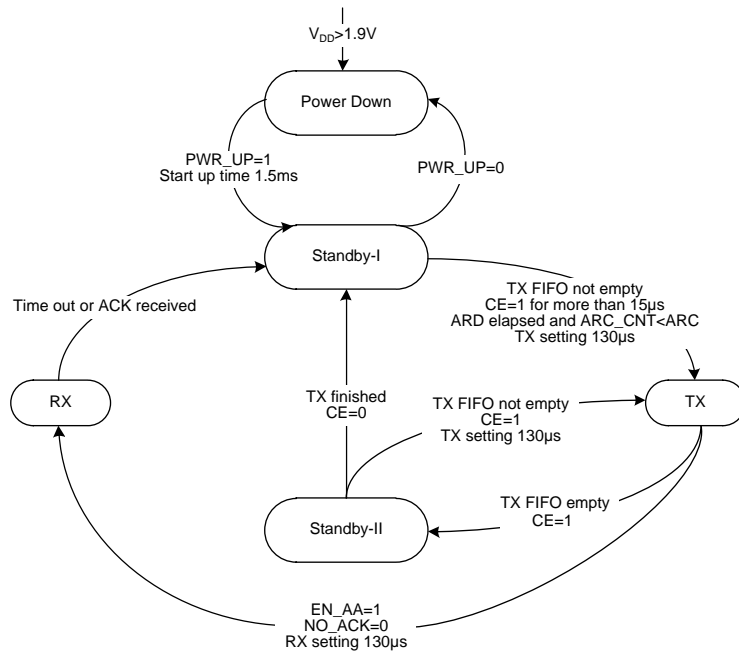 V_DD>1.9V
Power Down
PWR_UP=1
Start up time 1.5ms
PWR_UP=0
Standby-I
TX FIFO not empty
CE=1 for more than 15µs
ARD elapsed and ARC_CNT<ARC
TX setting 130µs
Time out or ACK received
RX
TX finished
CE=0
TX FIFO not empty
CE=1
TX setting 130µs
TX
Standby-II
TX FIFO empty
CE=1
EN_AA=1
NO_ACK=0
RX setting 130µs